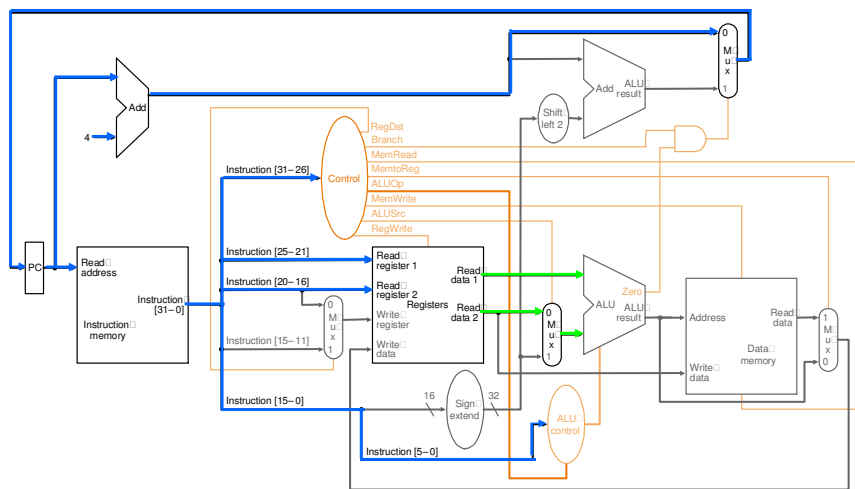 0
M
u
x
1
Add
ALU
result
Add
4
Shift
left 2
RegDst
Branch
MemRead
MemtoReg
ALUOp
MemWrite
ALUSrc
RegWrite
Control
Instruction [31–26]
Instruction [25–21]
Instruction [20–16]
Instruction [15–11]
Instruction [15–0]
Instruction [5–0]
PC
Read
address
Instruction
[31-0]
Instruction
memory
0
M
u
x
1
Read
register 1
Read
register 2
Registers
Write
register
Write
data
Read
data 1
Read
data 2
0
M
u
x
1
Zero
ALU
ALU
result
Address
Read
data
Data
memory
Write
data
1
M
u
x
0
16
Sign
extend
32
ALU
control